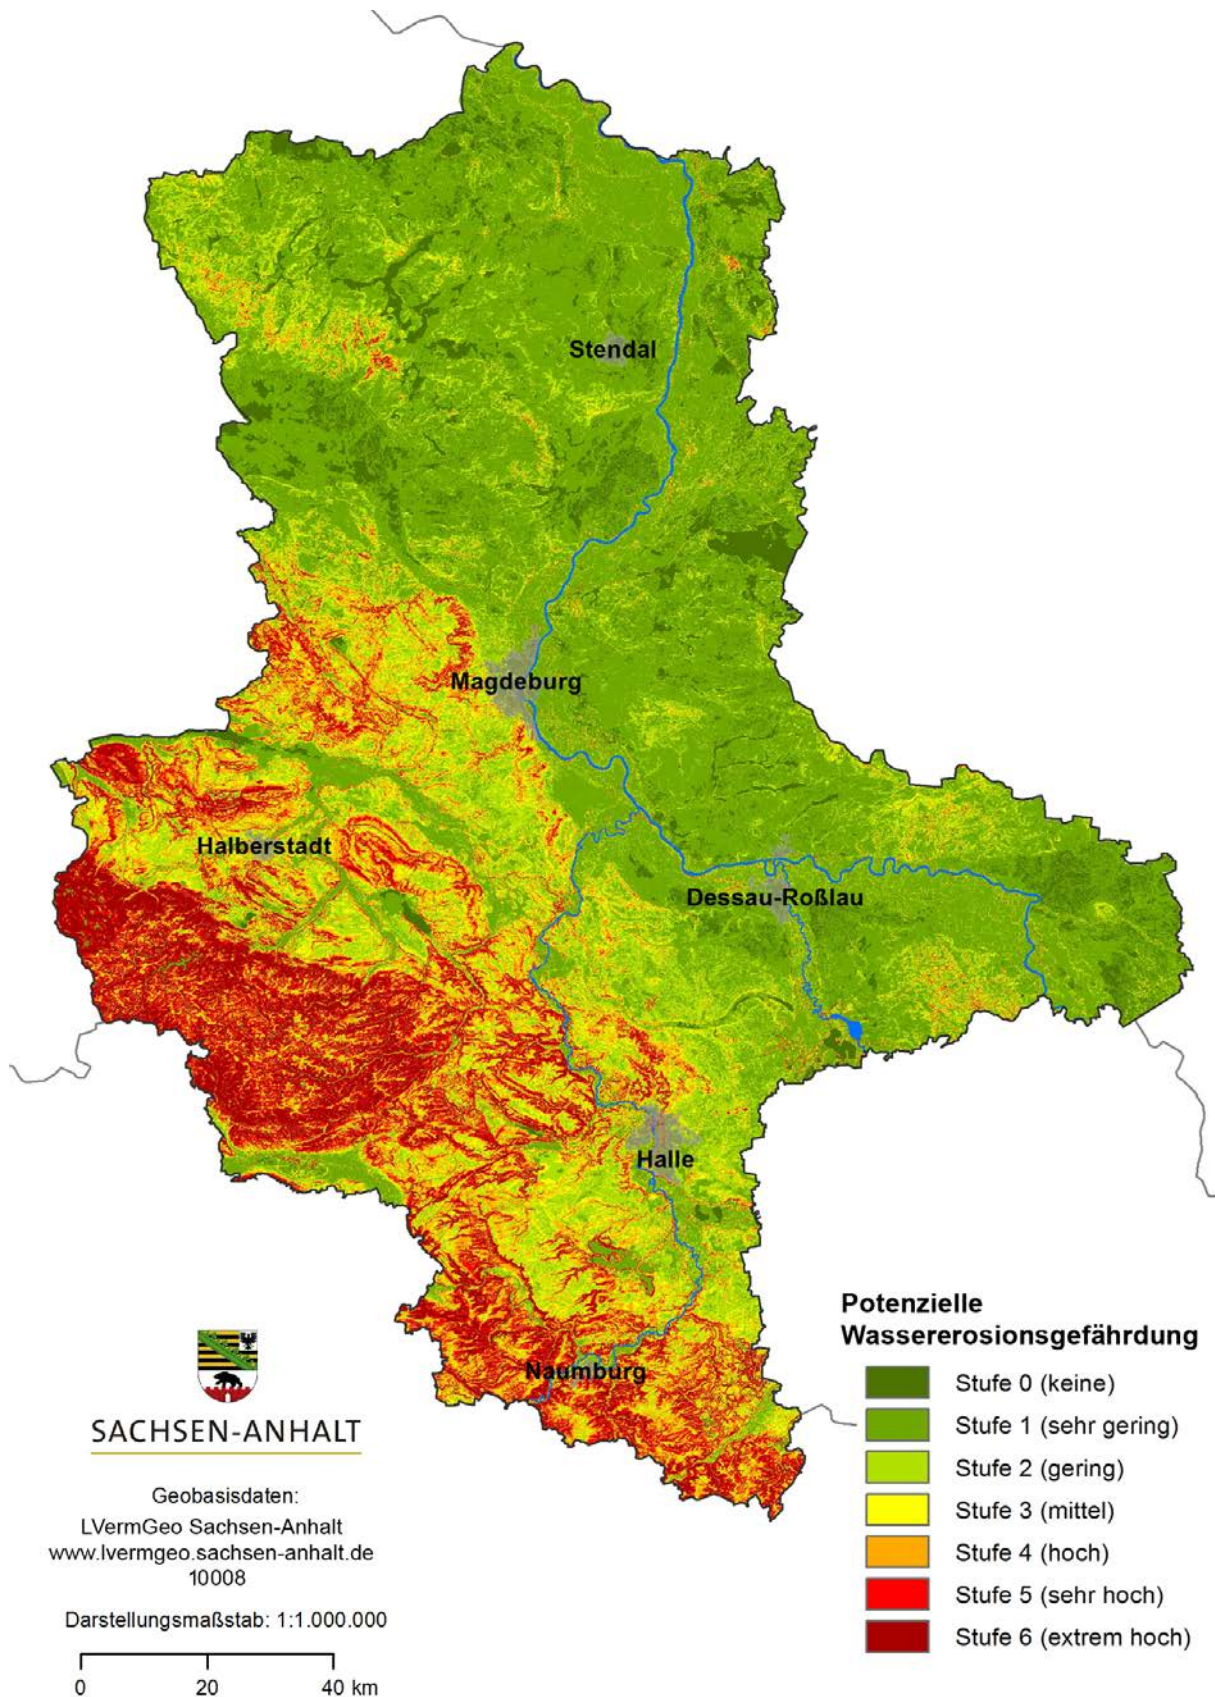 Stendal
Magdeburg
Halberstadt
Dessau-Roßlau
Halle
Naumburg
Potenzielle
Wassererosionsgefährdung
Stufe 0 (keine)
Stufe 1 (sehr gering)
Stufe 2 (gering)
Stufe 3 (mittel)
Stufe 4 (hoch)
Stufe 5 (sehr hoch)
Stufe 6 (extrem hoch)
SACHSEN-ANHALT
Geobasisdaten:
LVermGeo Sachsen-Anhalt
www.lvermgeo.sachsen-anhalt.de
10008
Darstellungsmaßstab: 1:1.000.000
0 20 40 km